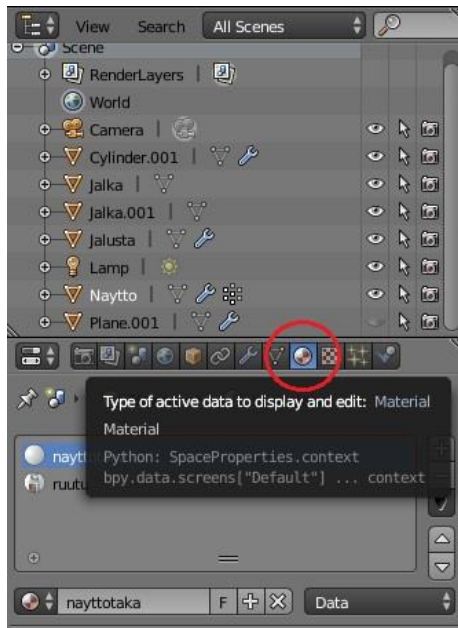 View Search All Scenes
Scene
RenderLayers
World
Camera
Cylinder.001
Jalka
Jalka.001
Jalusta
Lamp
Naytto
Plane.001
Type of active data to display and edit: Material
Material
Python: SpaceProperties.context
bpy.data.screens["Default"] ... context
nayttotaka F Data